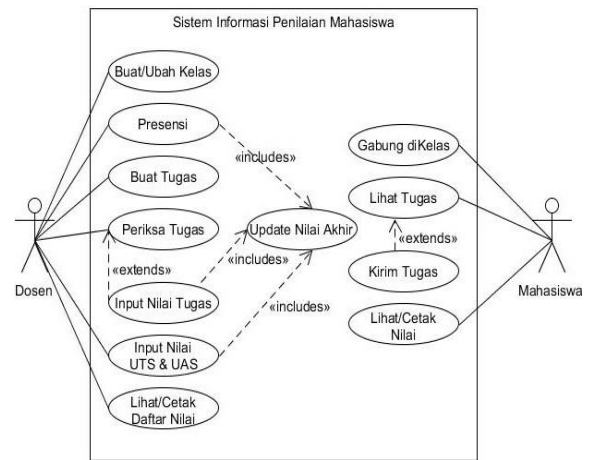 Sistem Informasi Penilaian Mahasiswa
Buat/Ubah Kelas
Presensi
«includes»
Gabung diKelas
Buat Tugas
Lihat Tugas
Periksa Tugas
Update Nilai Akhir
«extends»
«extends»
«includes»
Kirim Tugas
Dosen
Mahasiswa
Input Nilai Tugas
«includes»
Lihat/Cetak
Nilai
Input Nilai
UTS & UAS
Lihat/Cetak
Daftar Nilai